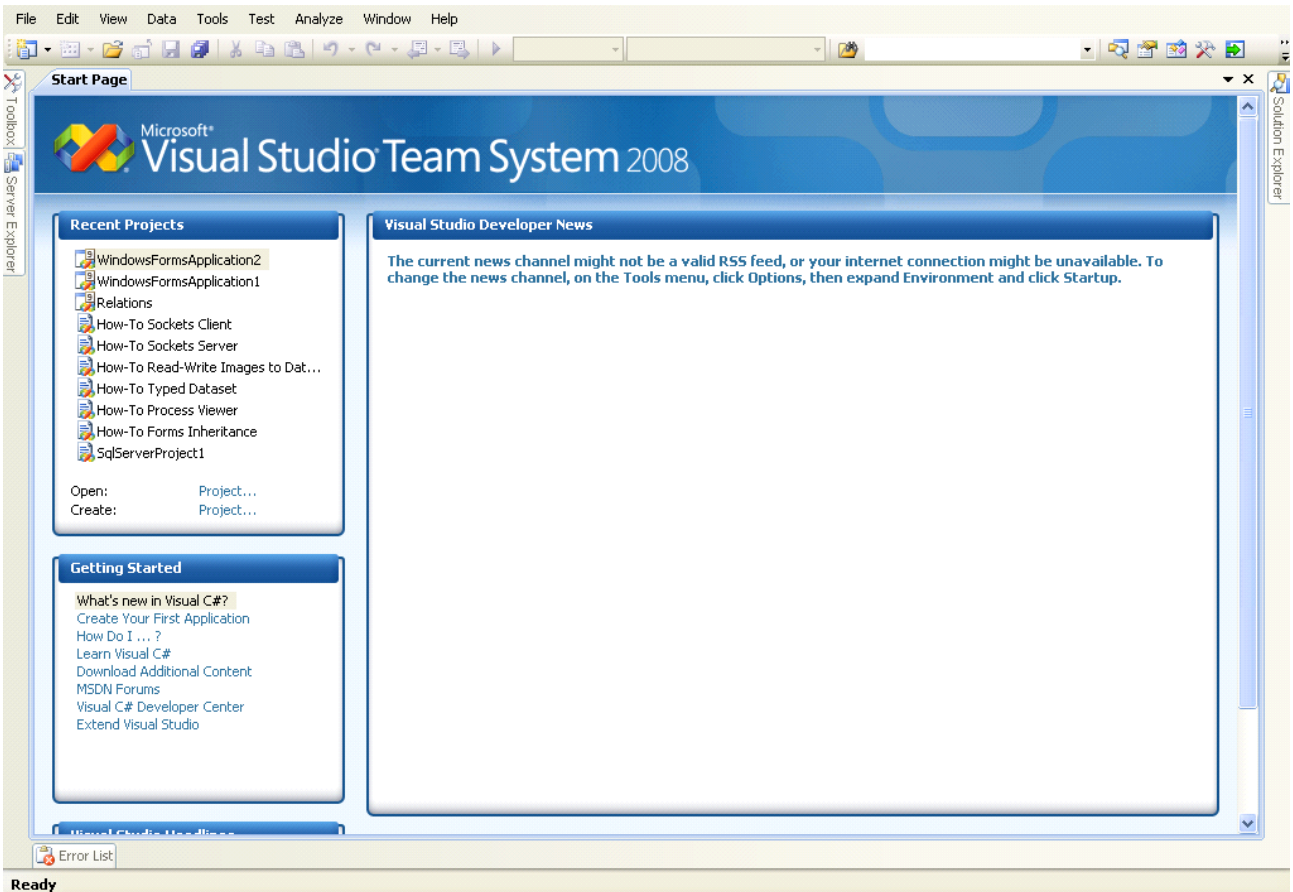 File Edit View Data Tools Test Analyze Window Help
Start Page
Toolbox
Server Explorer
Solution Explorer
Microsoft®
Visual Studio® Team System 2008
Recent Projects
WindowsFormsApplication2
WindowsFormsApplication1
Relations
How-To Sockets Client
How-To Sockets Server
How-To Read-Write Images to Dat...
How-To Typed Dataset
How-To Process Viewer
How-To Forms Inheritance
SqlServerProject1
Open: Project...
Create: Project...
Getting Started
What's new in Visual C#?
Create Your First Application
How Do I ... ?
Learn Visual C#
Download Additional Content
MSDN Forums
Visual C# Developer Center
Extend Visual Studio
Visual Studio Headlines
Visual Studio Developer News
The current news channel might not be a valid RSS feed, or your internet connection might be unavailable. To
change the news channel, on the Tools menu, click Options, then expand Environment and click Startup.
Error List
Ready